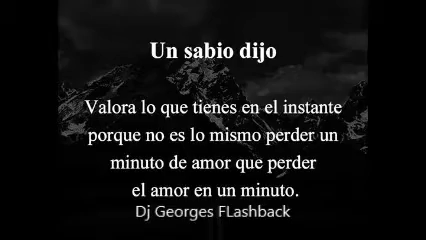 Un sabio dijo
Valora lo que tienes en el instante
porque no es lo mismo perder un
minuto de amor que perder
el amor en un minuto.
Dj Georges FLashback